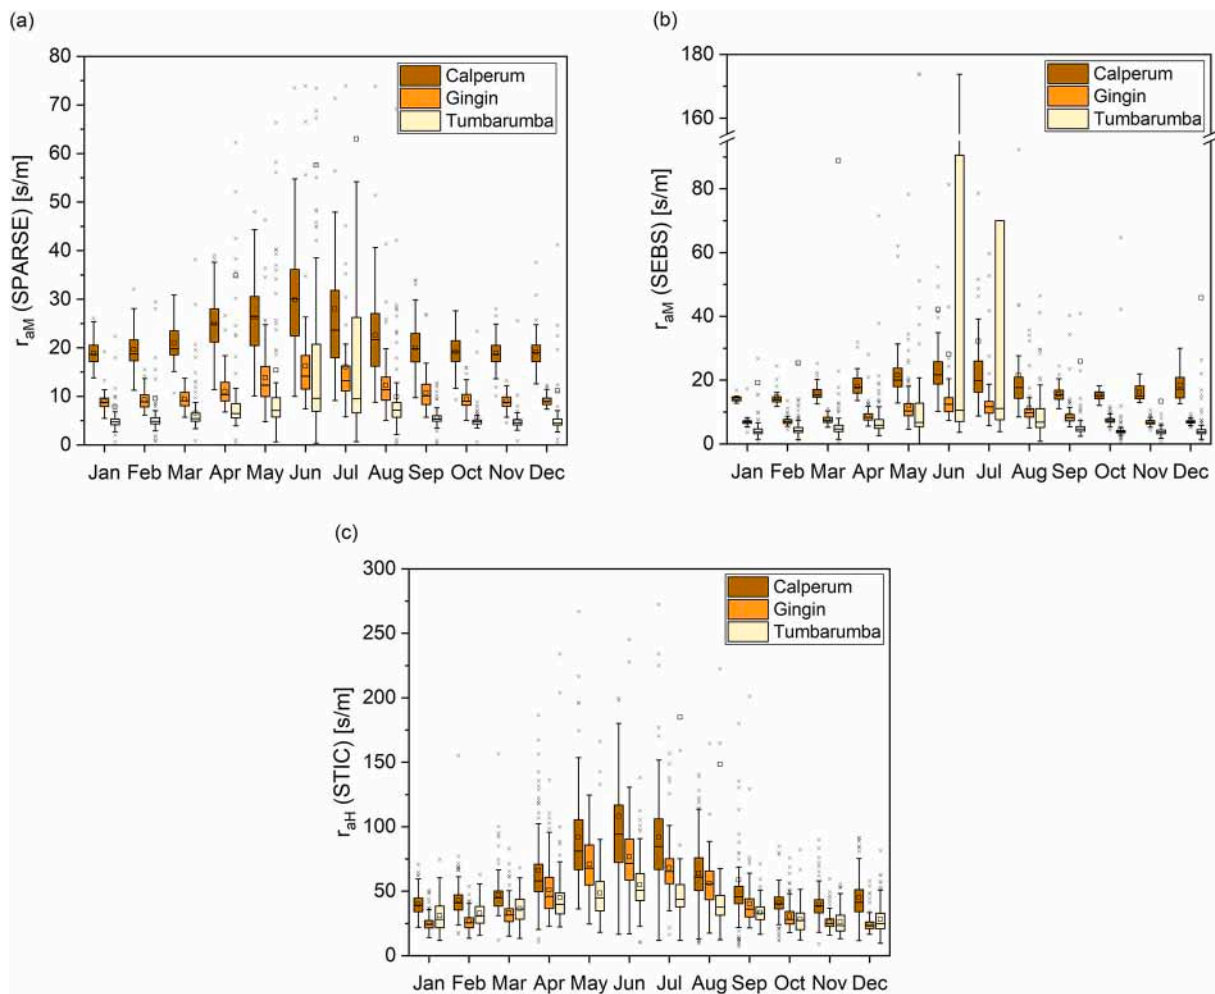 (a)
80
70
60
50
40
30
20
10
0
r_aM (SPARSE) [s/m]
Calperum
Gingin
Tumbarumba
Jan Feb Mar Apr May Jun Jul Aug Sep Oct Nov Dec
(b)
180
160
80
60
40
20
0
r_aM (SEBS) [s/m]
Calperum
Gingin
Tumbarumba
Jan Feb Mar Apr May Jun Jul Aug Sep Oct Nov Dec
(c)
300
250
200
150
100
50
0
r_aH (STIC) [s/m]
Calperum
Gingin
Tumbarumba
Jan Feb Mar Apr May Jun Jul Aug Sep Oct Nov Dec